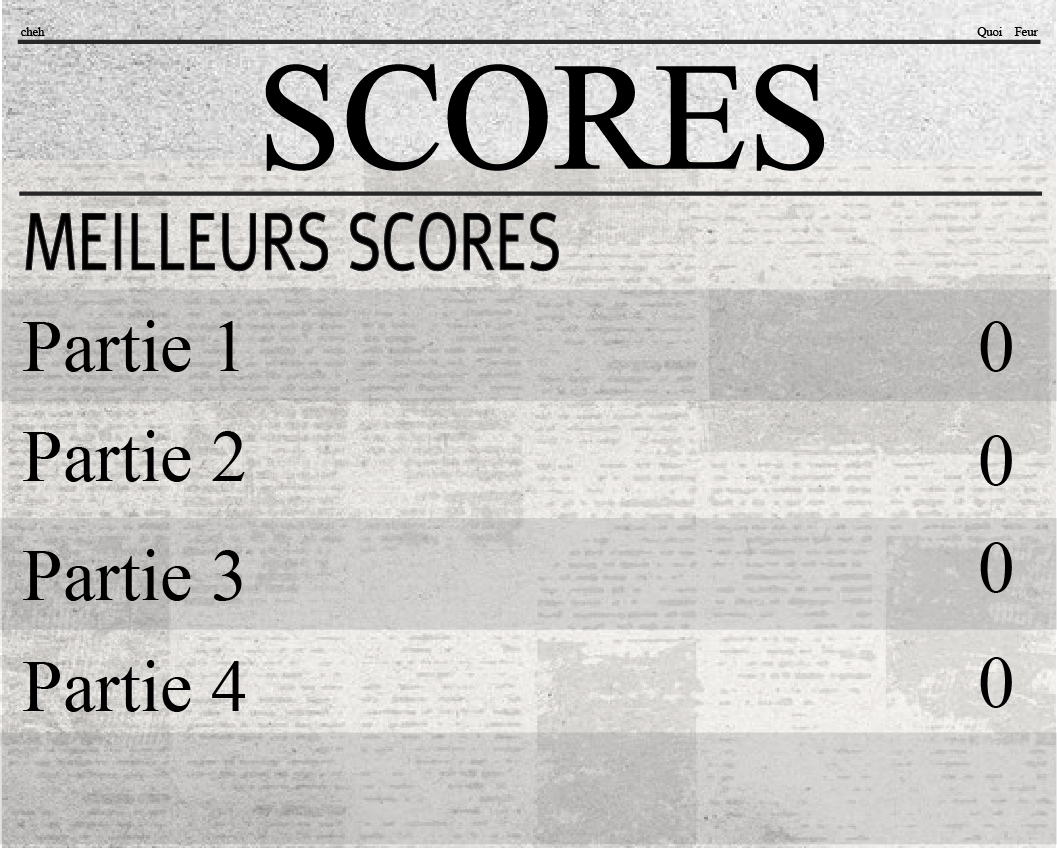 cheh Quoi Feur
SCORES
MEILLEURS SCORES
Partie 1 0
Partie 2 0
Partie 3 0
Partie 4 0